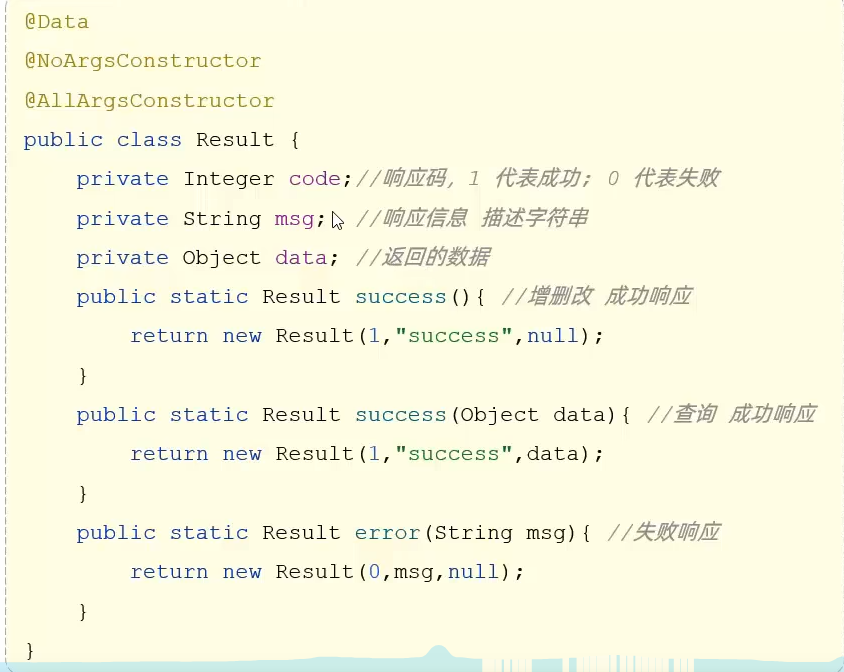 @Data
@NoArgsConstructor
@AllArgsConstructor
public class Result {
    private Integer code;//响应码, 1 代表成功; 0 代表失败
    private String msg;  //响应信息 描述字符串
    private Object data; //返回的数据
    public static Result success(){ //增删改 成功响应
        return new Result(1,"success",null);
    }
    public static Result success(Object data){ //查询 成功响应
        return new Result(1,"success",data);
    }
    public static Result error(String msg){ //失败响应
        return new Result(0,msg,null);
    }
}